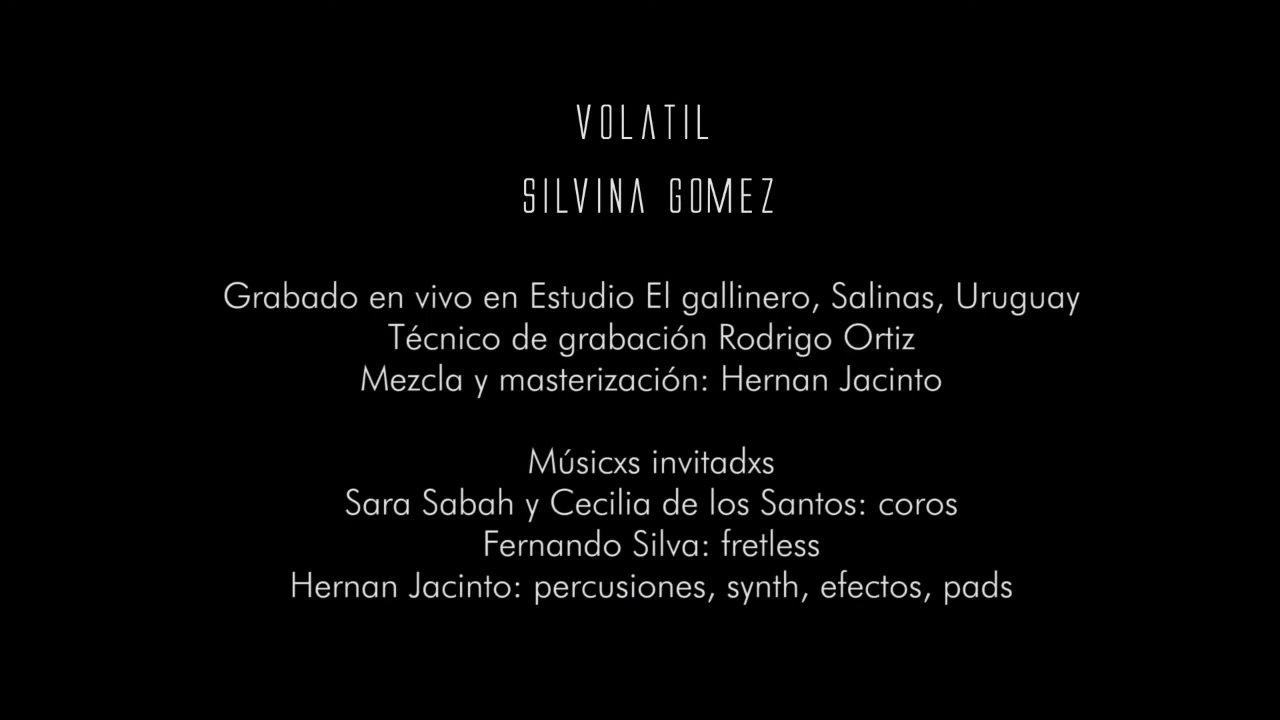 VOLATIL
SILVINA GOMEZ
Grabado en vivo en Estudio El gallinero, Salinas, Uruguay
Técnico de grabación Rodrigo Ortiz
Mezcla y masterización: Hernan Jacinto
Músicxs invitadxs
Sara Sabah y Cecilia de los Santos: coros
Fernando Silva: fretless
Hernan Jacinto: percusiones, synth, efectos, pads